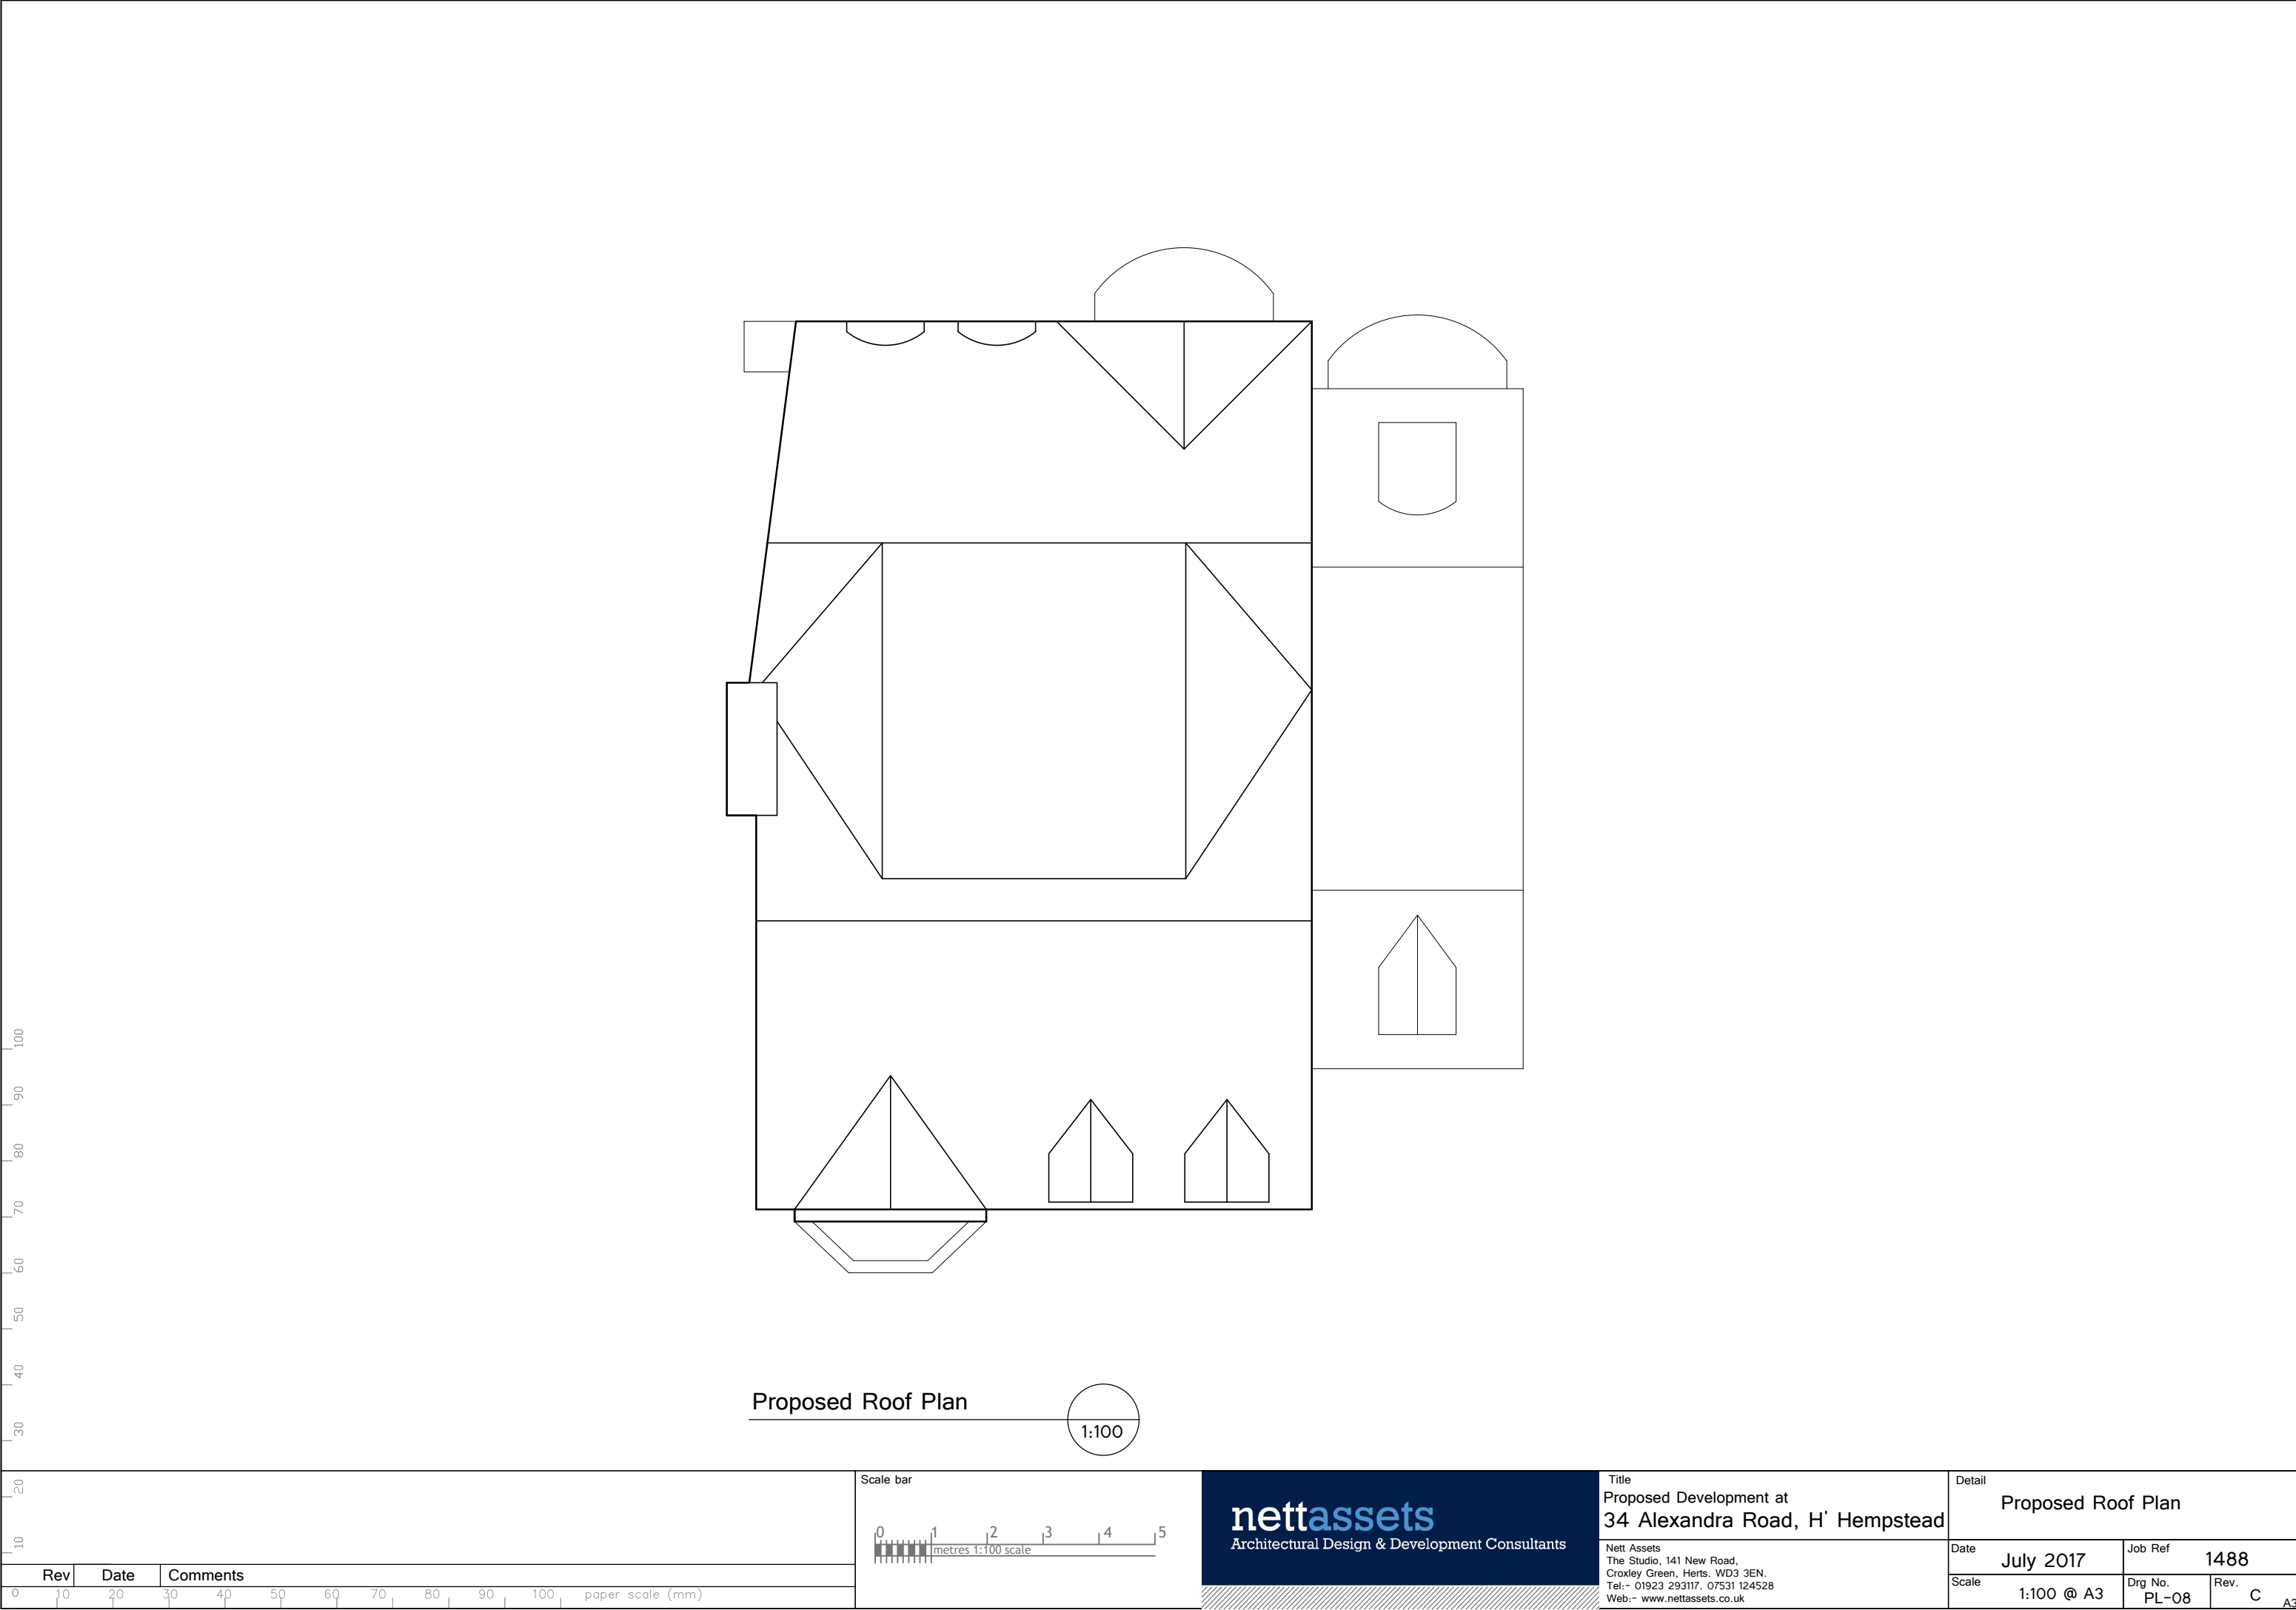 100
90
80
70
60
50
40
30
20
10
Proposed Roof Plan
1:100
Rev Date Comments
0 10 20 30 40 50 60 70 80 90 100 paper scale (mm)
Scale bar
0 1 2 3 4 5
metres 1:100 scale
nettassets
Architectural Design & Development Consultants
Title
Proposed Development at
34 Alexandra Road, H' Hempstead
Nett Assets
The Studio, 141 New Road,
Croxley Green, Herts. WD3 3EN.
Tel:- 01923 293117. 07531 124528
Web:- www.nettassets.co.uk
Detail
Proposed Roof Plan
Date
July 2017
Job Ref
1488
Scale
1:100 @ A3
Drg No.
PL-08
Rev.
C